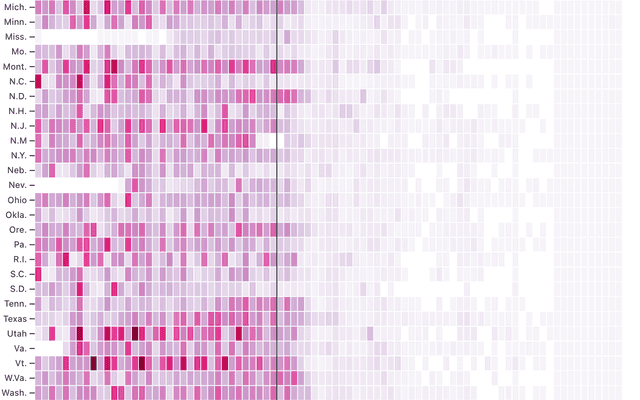 Mich.
Minn.
Miss.
Mo.
Mont.
N.C.
N.D.
N.H.
N.J.
N.M
N.Y.
Neb.
Nev.
Ohio
Okla.
Ore.
Pa.
R.I.
S.C.
S.D.
Tenn.
Texas
Utah
Va.
Vt.
W.Va.
Wash.